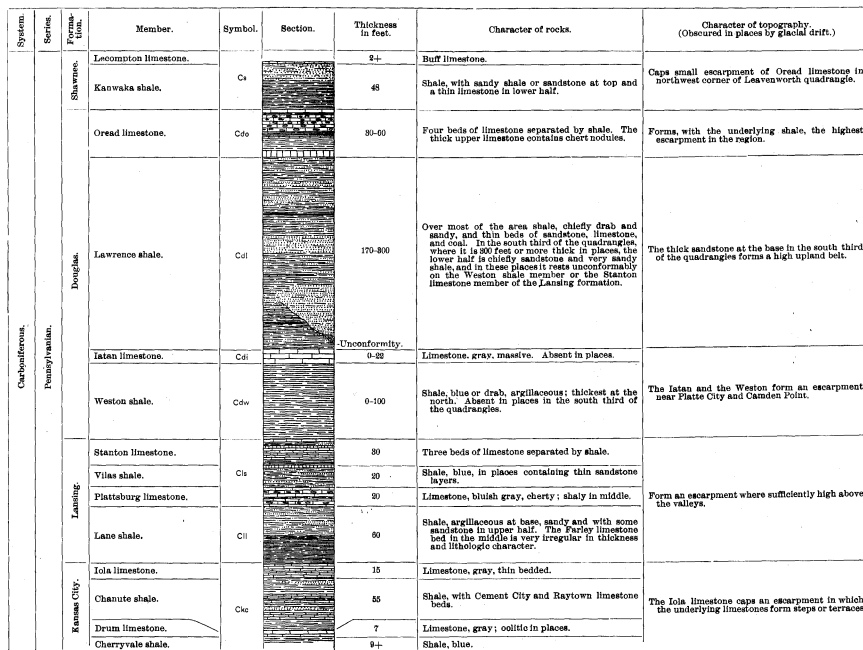 System.
Series.
Forma-
tion.
Member.
Symbol.
Section.
Thickness
in feet.
Character of rocks.
Character of topography.
(Obscured in places by glacial drift.)
Carboniferous.
Pennsylvanian.
Shawnee.
Lecompton limestone.
2+
Buff limestone.
Cs
Kanwaka shale.
48
Shale, with sandy shale or sandstone at top and
a thin limestone in lower half.
Caps small escarpment of Oread limestone in
northwest corner of Leavenworth quadrangle.
Douglas.
Oread limestone.
Cdo
Four beds of limestone separated by shale. The
thick upper limestone contains chert nodules.
Forms, with the underlying shale, the highest
escarpment in the region.
Lawrence shale.
Cdl
170-300
Over most of the area shale, chiefly drab and
sandy, and thin beds of sandstone, limestone,
and coal. In the south third of the quadrangles,
where it is 300 feet or more thick in places, the
lower half is chiefly sandstone and very sandy
shale, and in these places it rests unconformably
on the Weston shale member or the Stanton
limestone member of the Lansing formation.
The thick sandstone at the base in the south third
of the quadrangles forms a high upland belt.
-Unconformity.
Iatan limestone.
Cdi
0-22
Limestone, gray, massive. Absent in places.
Weston shale.
Cdw
0-100
Shale, blue or drab, argillaceous; thickest at the
north. Absent in places in the south third of
the quadrangles.
The Iatan and the Weston form an escarpment
near Platte City and Camden Point.
Lansing.
Stanton limestone.
30
Three beds of limestone separated by shale.
Cls
Vilas shale.
20
Shale, blue, in places containing thin sandstone
layers.
Plattsburg limestone.
20
Limestone, bluish gray, cherty; shaly in middle.
Form an escarpment where sufficiently high above
the valleys.
Lane shale.
Cll
60
Shale, argillaceous at base, sandy and with some
sandstone in upper half. The Farley limestone
bed in the middle is very irregular in thickness
and lithologic character.
Kansas City.
Iola limestone.
15
Limestone, gray, thin bedded.
Chanute shale.
Ckc
55
Shale, with Cement City and Raytown limestone
beds.
The Iola limestone caps an escarpment in which
the underlying limestones form steps or terraces
Drum limestone.
7
Limestone, gray; oolitic in places.
Cherryvale shale.
9+
Shale, blue.